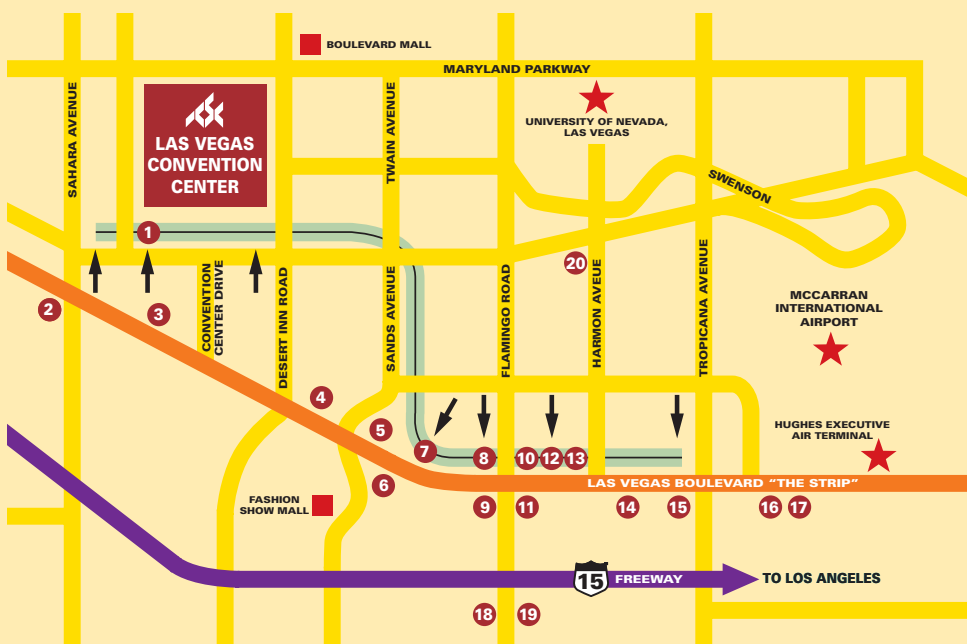 BOULEVARD MALL
MARYLAND PARKWAY
SAHARA AVENUE
LAS VEGAS
CONVENTION
CENTER
TWAIN AVENUE
UNIVERSITY OF NEVADA,
LAS VEGAS
SWENSON
1
20
CONVENTION
CENTER DRIVE
DESERT INN ROAD
SANDS AVENUE
FLAMINGO ROAD
HARMON AVEUE
TROPICANA AVENUE
MCCARRAN
INTERNATIONAL
AIRPORT
2
3
4
5
6
7
8
10
12
13
HUGHES EXECUTIVE
AIR TERMINAL
LAS VEGAS BOULEVARD "THE STRIP"
FASHION
SHOW MALL
9
11
14
15
16
17
15
FREEWAY
TO LOS ANGELES
18
19